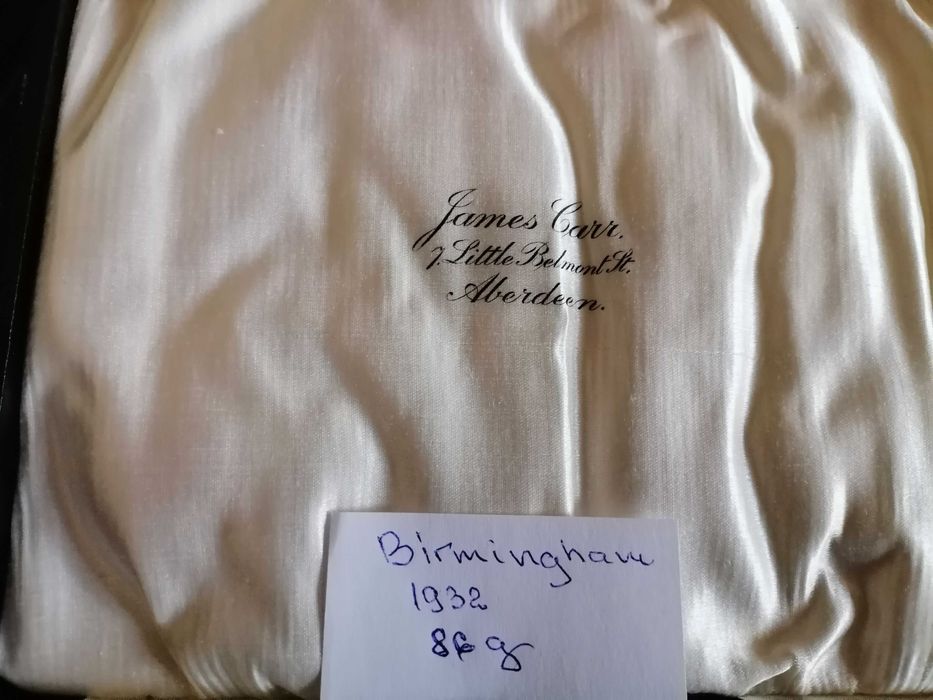 James Carr.
7. Little Belmont St.
Aberdeen.
Birmingham
1932
86 g